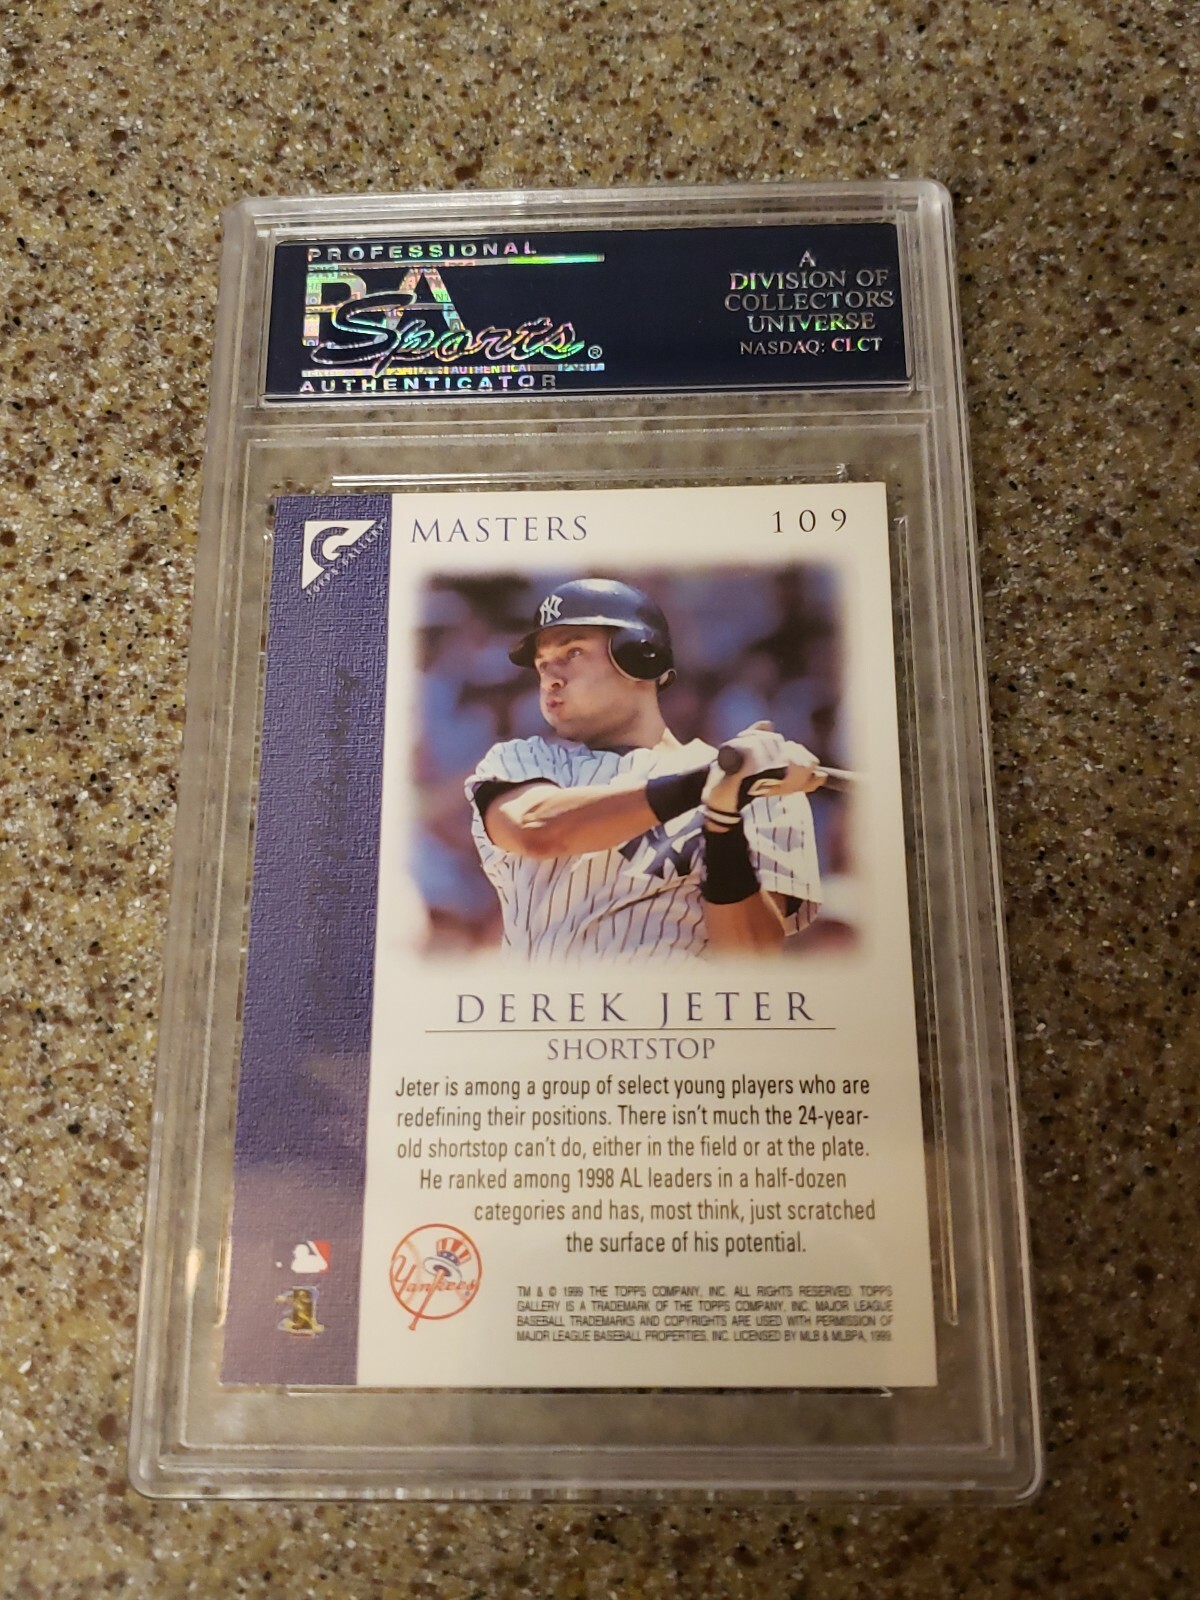 PROFESSIONAL
PSA
Sports®
AUTHENTICATOR
A
DIVISION OF
COLLECTORS
UNIVERSE
NASDAQ: CLCT
TOPPS GALLERY
MASTERS
109
NY
DEREK JETER
SHORTSTOP
Jeter is among a group of select young players who are
redefining their positions. There isn't much the 24-year-
old shortstop can't do, either in the field or at the plate.
He ranked among 1998 AL leaders in a half-dozen
categories and has, most think, just scratched
the surface of his potential.
Yankees
TM & © 1999 THE TOPPS COMPANY, INC. ALL RIGHTS RESERVED. TOPPS
GALLERY IS A TRADEMARK OF THE TOPPS COMPANY, INC. MAJOR LEAGUE
BASEBALL TRADEMARKS AND COPYRIGHTS ARE USED WITH PERMISSION OF
MAJOR LEAGUE BASEBALL PROPERTIES, INC. LICENSED BY MLB & MLBPA, 1999.